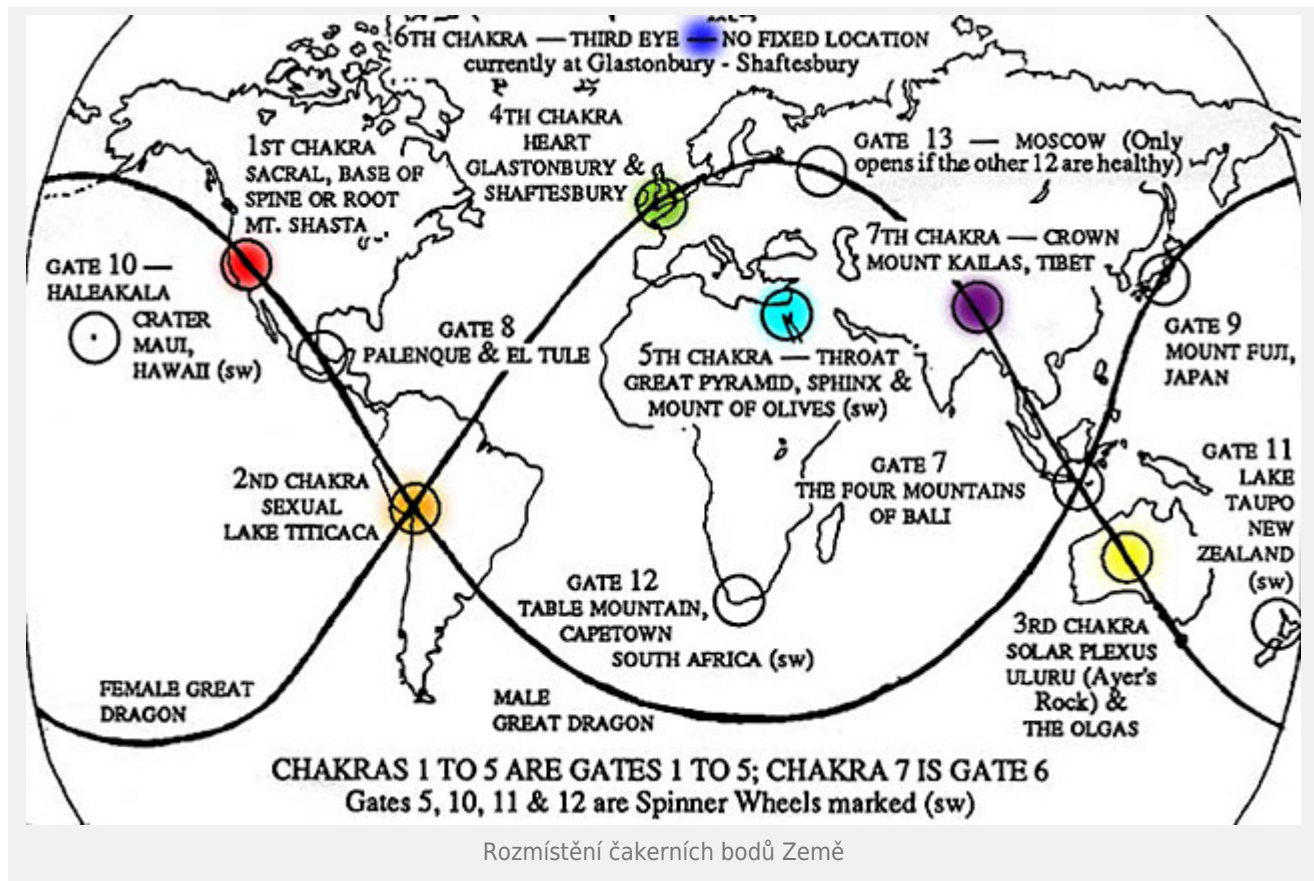 6TH CHAKRA — THIRD EYE — NO FIXED LOCATION
currently at Glastonbury - Shaftesbury
4TH CHAKRA
HEART
GLASTONBURY &
SHAFTESBURY
1ST CHAKRA
SACRAL, BASE OF
SPINE OR ROOT
MT. SHASTA
GATE 13 — MOSCOW (Only
opens if the other 12 are healthy)
7TH CHAKRA — CROWN
MOUNT KAILAS, TIBET
GATE 10 —
HALEAKALA
CRATER
MAUI,
HAWAII (sw)
GATE 8
PALENQUE & EL TULE
5TH CHAKRA — THROAT
GREAT PYRAMID, SPHINX &
MOUNT OF OLIVES (sw)
GATE 9
MOUNT FUJI,
JAPAN
2ND CHAKRA
SEXUAL
LAKE TITICACA
GATE 7
THE FOUR MOUNTAINS
OF BALI
GATE 11
LAKE
TAUPO
NEW
ZEALAND
(sw)
GATE 12
TABLE MOUNTAIN,
CAPETOWN
SOUTH AFRICA (sw)
3RD CHAKRA
SOLAR PLEXUS
ULURU (Ayer's
Rock) &
THE OLGAS
FEMALE GREAT
DRAGON
MALE
GREAT DRAGON
CHAKRAS 1 TO 5 ARE GATES 1 TO 5; CHAKRA 7 IS GATE 6
Gates 5, 10, 11 & 12 are Spinner Wheels marked (sw)
Rozmístění čakerních bodů Země